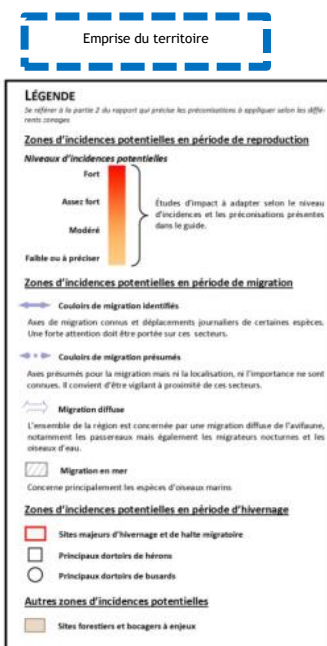 Emprise du territoire
LÉGENDE
Se référer à la partie 2 du rapport qui précise les préconisations à appliquer selon les diffé-
rents zonages
Zones d'incidences potentielles en période de reproduction
Niveaux d'incidences potentielles
Fort
Assez fort
Modéré
Faible ou à préciser
Études d'impact à adapter selon le niveau
d'incidences et les préconisations présentes
dans le guide.
Zones d'incidences potentielles en période de migration
Couloirs de migration identifiés
Axes de migration connus et déplacements journaliers de certaines espèces.
Une forte attention doit être portée sur ces secteurs.
Couloirs de migration présumés
Axes présumés pour la migration mais ni la localisation, ni l'importance ne sont
connues. Il convient d'être vigilant à proximité de ces secteurs.
Migration diffuse
L'ensemble de la région est concernée par une migration diffuse de l'avifaune,
notamment les passereaux mais également les migrateurs nocturnes et les
oiseaux d'eau.
Migration en mer
Concerne principalement les espèces d'oiseaux marins
Zones d'incidences potentielles en période d'hivernage
Sites majeurs d'hivernage et de halte migratoire
Principaux dortoirs de hérons
Principaux dortoirs de busards
Autres zones d'incidences potentielles
Sites forestiers et bocagers à enjeux